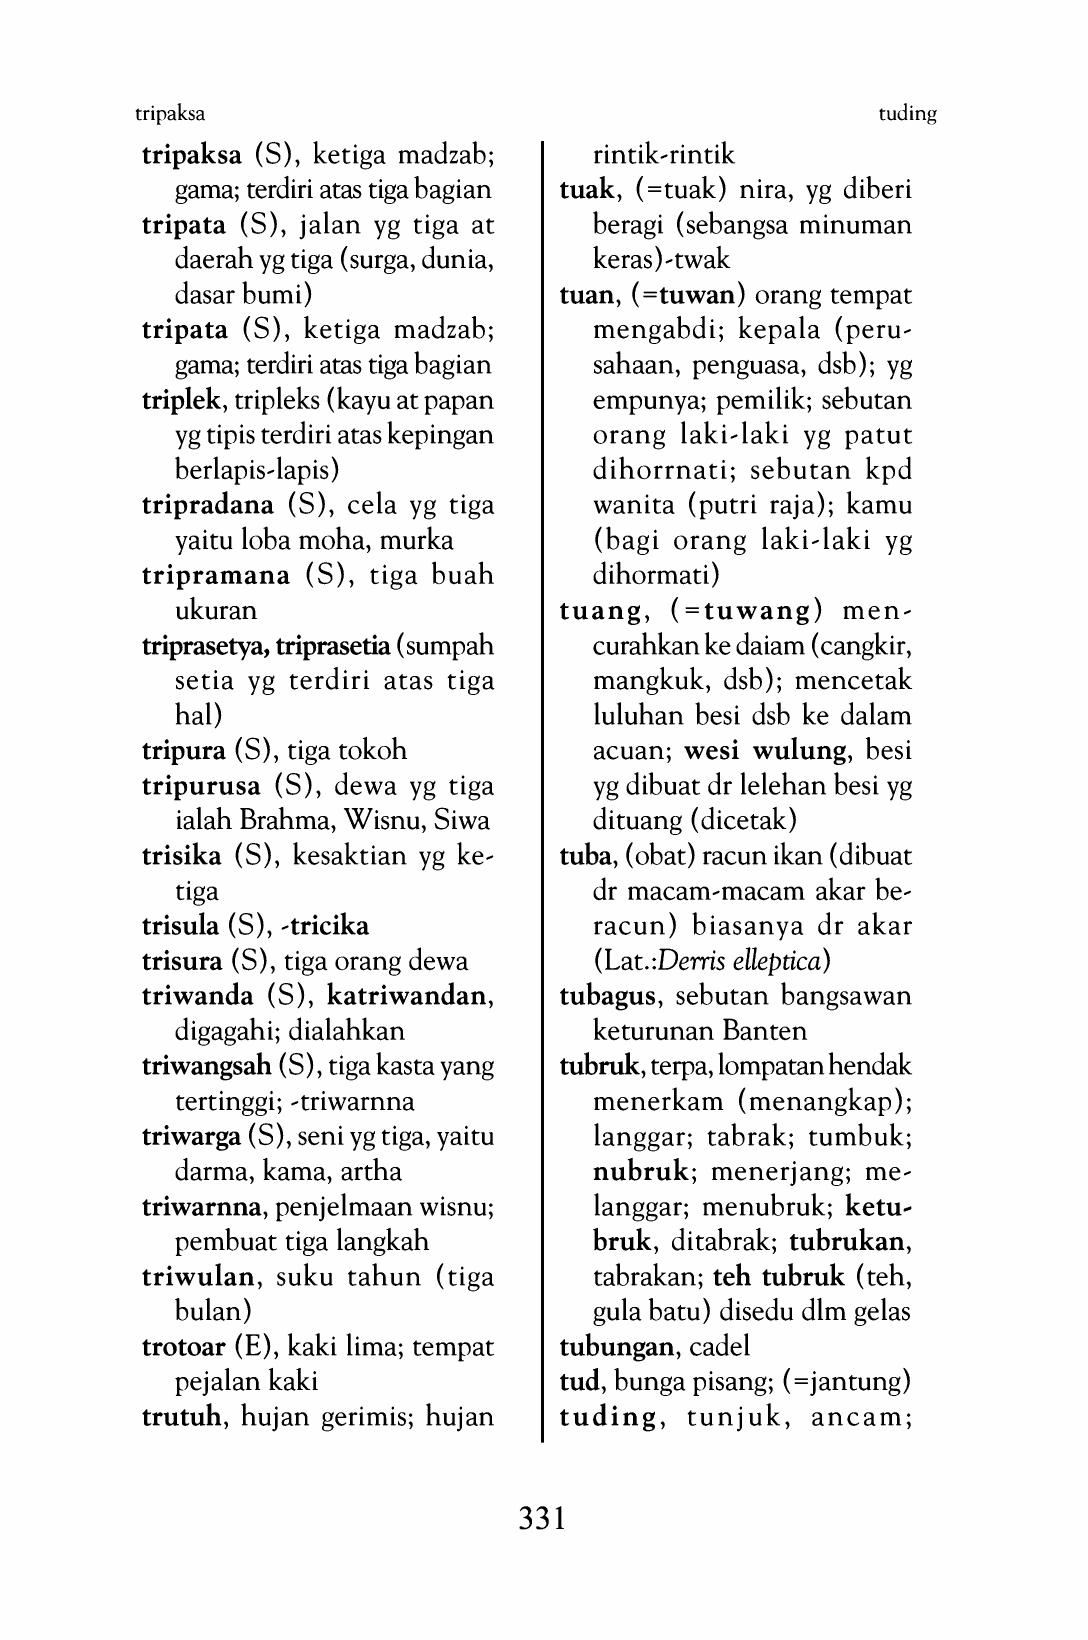 tripaksa
tuding
tripaksa (S), ketiga madzab;
gama; terdiri atas tiga bagian
tripata (S), jalan yg tiga at
daerah yg tiga (surga, dunia,
dasar bumi)
tripata (S), ketiga madzab;
gama; terdiri atas tiga bagian
triplek, tripleks (kayu at papan
yg tipis terdiri atas kepingan
berlapis-lapis)
tripradana (S), cela yg tiga
yaitu loba moha, murka
tripramana (S), tiga buah
ukuran
triprasetya, triprasetia (sumpah
setia yg terdiri atas tiga
hal)
tripura (S), tiga tokoh
tripurusa (S), dewa yg tiga
ialah Brahma, Wisnu, Siwa
trisika (S), kesaktian yg ke-
tiga
trisula (S), -tricika
trisura (S), tiga orang dewa
triwanda (S), katriwandan,
digagahi; dialahkan
triwangsah (S), tiga kasta yang
tertinggi; -triwarnna
triwarga (S), seni yg tiga, yaitu
darma, kama, artha
triwarnna, penjelmaan wisnu;
pembuat tiga langkah
triwulan, suku tahun (tiga
bulan)
trotoar (E), kaki lima; tempat
pejalan kaki
trutuh, hujan gerimis; hujan
rintik-rintik
tuak, (=tuak) nira, yg diberi
beragi (sebangsa minuman
keras)-twak
tuan, (=tuwan) orang tempat
mengabdi; kepala (peru-
sahaan, penguasa, dsb); yg
empunya; pemilik; sebutan
orang laki-laki yg patut
dihorrnati; sebutan kpd
wanita (putri raja); kamu
(bagi orang laki-laki yg
dihormati)
tuang, (=tuwang) men-
curahkan ke daiam (cangkir,
mangkuk, dsb); mencetak
luluhan besi dsb ke dalam
acuan; wesi wulung, besi
yg dibuat dr lelehan besi yg
dituang (dicetak)
tuba, (obat) racun ikan (dibuat
dr macam-macam akar be-
racun) biasanya dr akar
(Lat.:Derris elleptica)
tubagus, sebutan bangsawan
keturunan Banten
tubruk, terpa, lompatan hendak
menerkam (menangkap);
langgar; tabrak; tumbuk;
nubruk; menerjang; me-
langgar; menubruk; ketu-
bruk, ditabrak; tubrukan,
tabrakan; teh tubruk (teh,
gula batu) disedu dlm gelas
tubungan, cadel
tud, bunga pisang; (=jantung)
tuding, tunjuk, ancam;
331